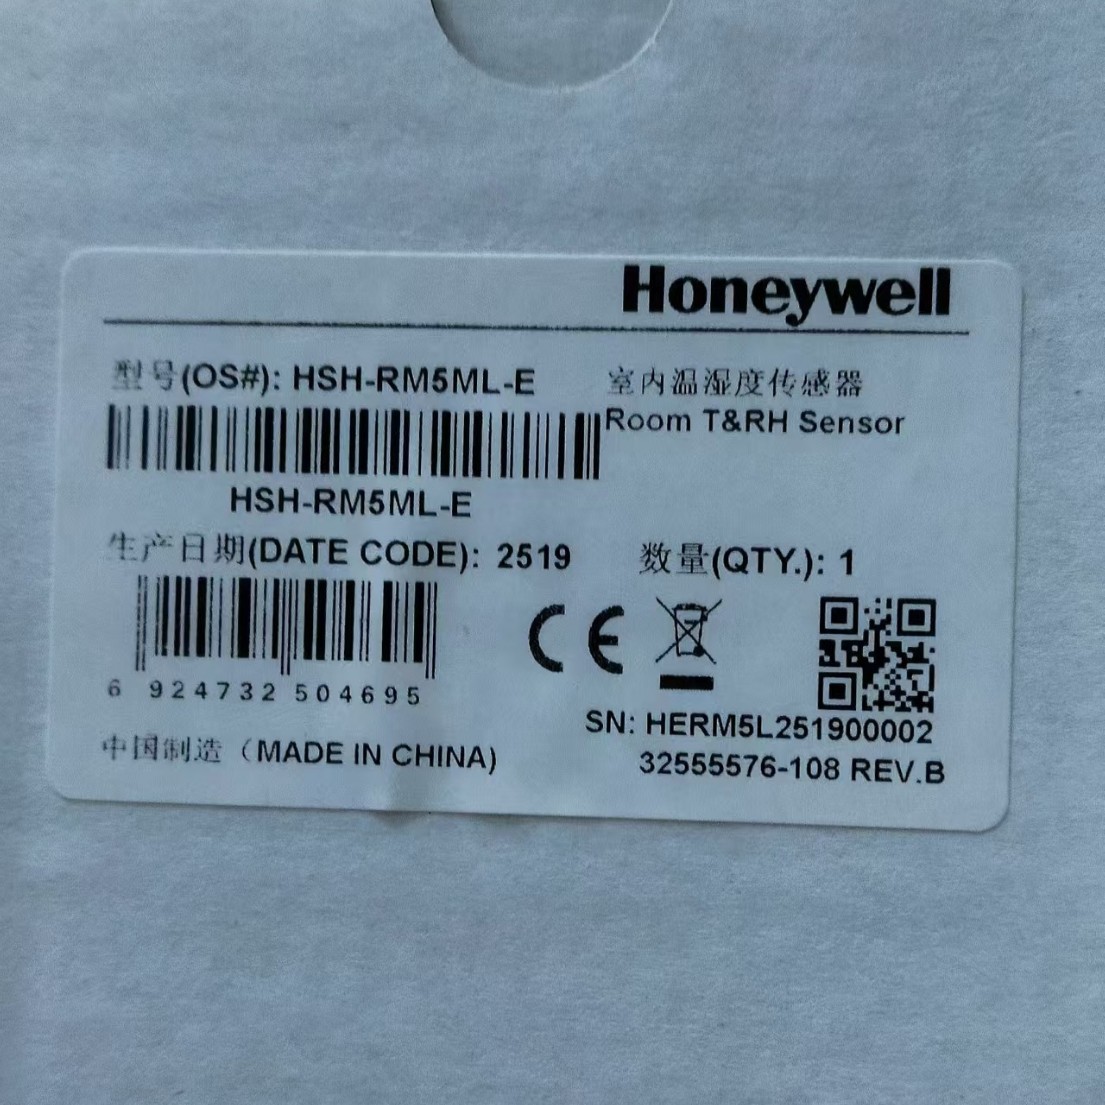 Honeywell
型号(OS#): HSH-RM5ML-E
室内温湿度传感器
Room T&RH Sensor
HSH-RM5ML-E
生产日期(DATE CODE): 2519
数量(QTY.): 1
CE
6 924732 504695
SN: HERM5L251900002
中国制造（MADE IN CHINA)
32555576-108 REV.B